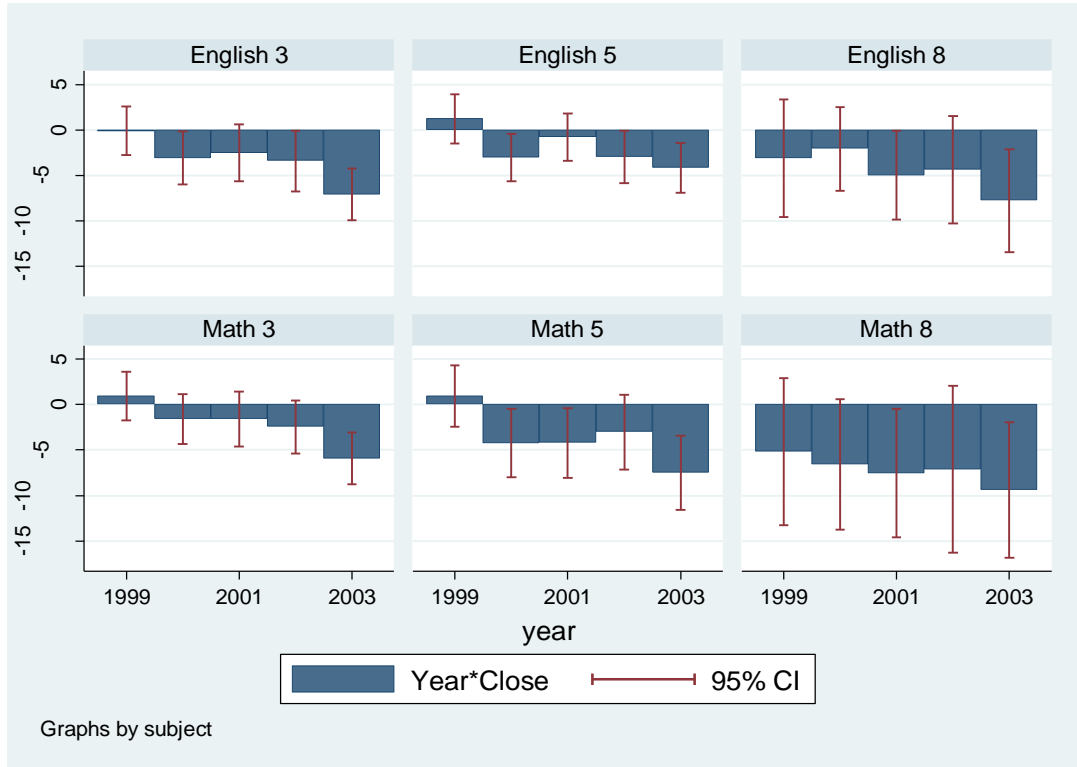 English 3 English 5 English 8
5
0
-5
-10
-15
Math 3 Math 5 Math 8
5
0
-5
-10
-15
1999 2001 2003 1999 2001 2003 1999 2001 2003
year
Year*Close 95% CI
Graphs by subject